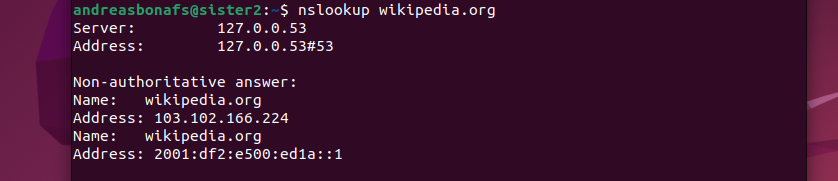 andreasbonafs@sister2:~$ nslookup wikipedia.org
Server:         127.0.0.53
Address:        127.0.0.53#53

Non-authoritative answer:
Name:   wikipedia.org
Address: 103.102.166.224
Name:   wikipedia.org
Address: 2001:df2:e500:ed1a::1